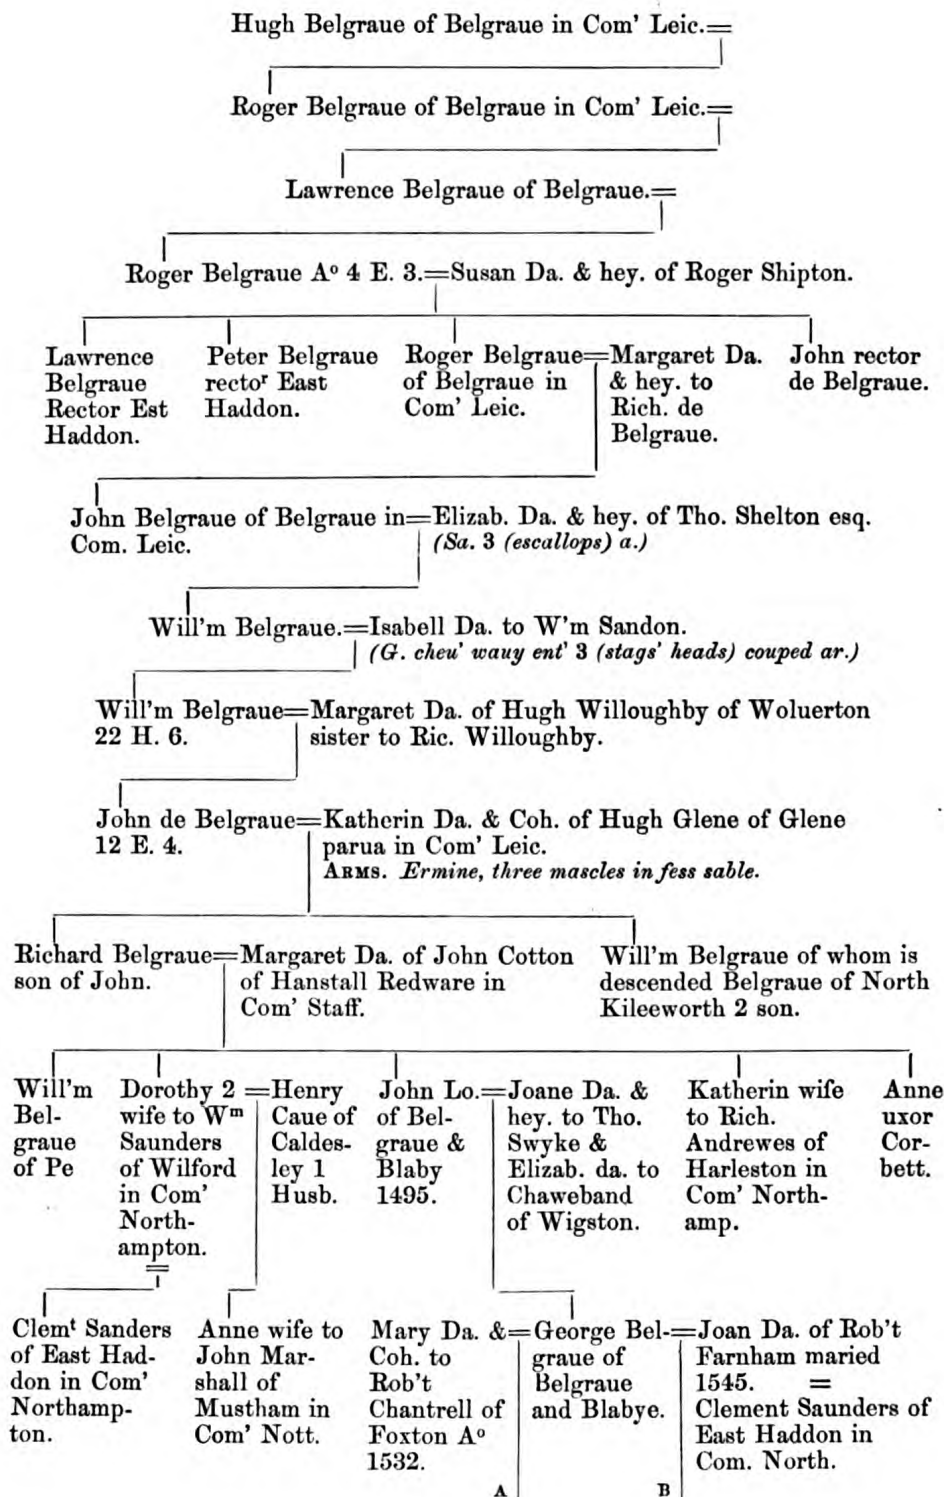 Hugh Belgraue of Belgraue in Com' Leic.=
Roger Belgraue of Belgraue in Com' Leic.=
Lawrence Belgraue of Belgraue.=
Roger Belgraue Aº 4 E. 3.=Susan Da. & hey. of Roger Shipton.
Lawrence
Belgraue
Rector Est
Haddon.
Peter Belgraue
rectoʳ East
Haddon.
Roger Belgraue=Margaret Da.
of Belgraue in & hey. to
Com' Leic. Rich. de
Belgraue.
John rector
de Belgraue.
John Belgraue of Belgraue in=Elizab. Da. & hey. of Tho. Shelton esq.
Com. Leic. (Sa. 3 (escallops) a.)
Will'm Belgraue.=Isabell Da. to W'm Sandon.
(G. cheu' wauy ent' 3 (stags' heads) couped ar.)
Will'm Belgraue=Margaret Da. of Hugh Willoughby of Woluerton
22 H. 6. sister to Ric. Willoughby.
John de Belgraue=Katherin Da. & Coh. of Hugh Glene of Glene
12 E. 4. parua in Com' Leic.
ARMS. Ermine, three mascles in fess sable.
Richard Belgraue=Margaret Da. of John Cotton
son of John. of Hanstall Redware in
Com' Staff.
Will'm Belgraue of whom is
descended Belgraue of North
Kileeworth 2 son.
Will'm
Bel-
graue
of Pe
Dorothy 2
wife to Wᵐ
Saunders
of Wilford
in Com'
North-
ampton.
=
=Henry
Caue of
Caldes-
ley 1
Husb.
John Lo.=
of Bel-
graue &
Blaby
1495.
Joane Da. &
hey. to Tho.
Swyke &
Elizab. da. to
Chaweband
of Wigston.
Katherin wife
to Rich.
Andrewes of
Harleston in
Com' North-
amp.
Anne
uxor
Cor-
bett.
Clemᵗ Sanders
of East Had-
don in Com'
Northamp-
ton.
Anne wife to
John Mar-
shall of
Mustham in
Com' Nott.
Mary Da. &=
Coh. to
Rob't
Chantrell of
Foxton Aº
1532.
George Bel-=
graue of
Belgraue
and Blabye.
Joan Da. of Rob't
Farnham maried
1545. =
Clement Saunders of
East Haddon in
Com. North.
A B